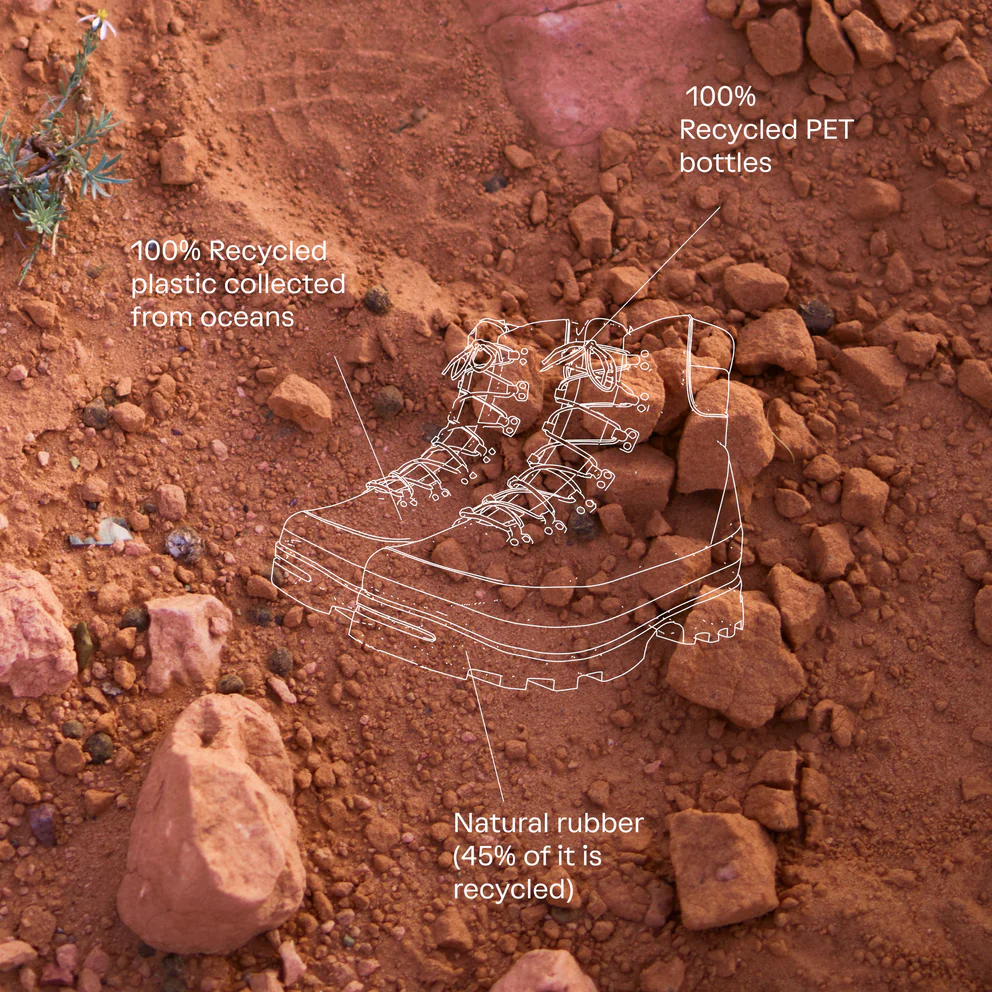 100%
Recycled PET
bottles
100% Recycled
plastic collected
from oceans
Natural rubber
(45% of it is
recycled)